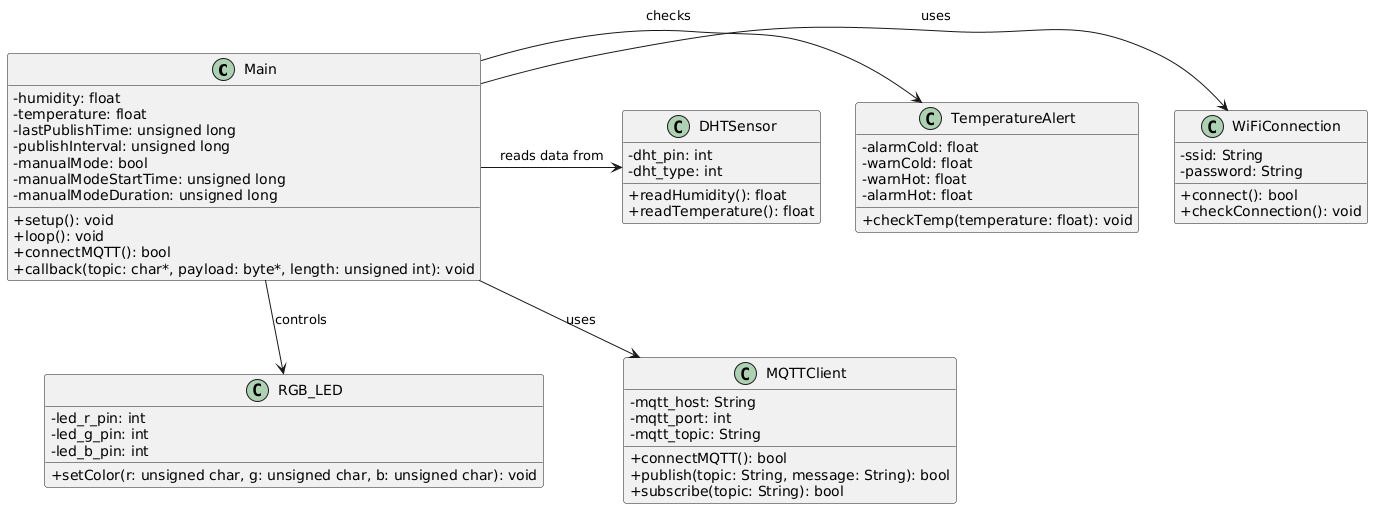 checks
uses
C Main
-humidity: float
-temperature: float
-lastPublishTime: unsigned long
-publishInterval: unsigned long
-manualMode: bool
-manualModeStartTime: unsigned long
-manualModeDuration: unsigned long
+setup(): void
+loop(): void
+connectMQTT(): bool
+callback(topic: char*, payload: byte*, length: unsigned int): void
reads data from
C DHTSensor
-dht_pin: int
-dht_type: int
+readHumidity(): float
+readTemperature(): float
C TemperatureAlert
-alarmCold: float
-warnCold: float
-warnHot: float
-alarmHot: float
+checkTemp(temperature: float): void
C WiFiConnection
-ssid: String
-password: String
+connect(): bool
+checkConnection(): void
controls
uses
C RGB_LED
-led_r_pin: int
-led_g_pin: int
-led_b_pin: int
+setColor(r: unsigned char, g: unsigned char, b: unsigned char): void
C MQTTClient
-mqtt_host: String
-mqtt_port: int
-mqtt_topic: String
+connectMQTT(): bool
+publish(topic: String, message: String): bool
+subscribe(topic: String): bool